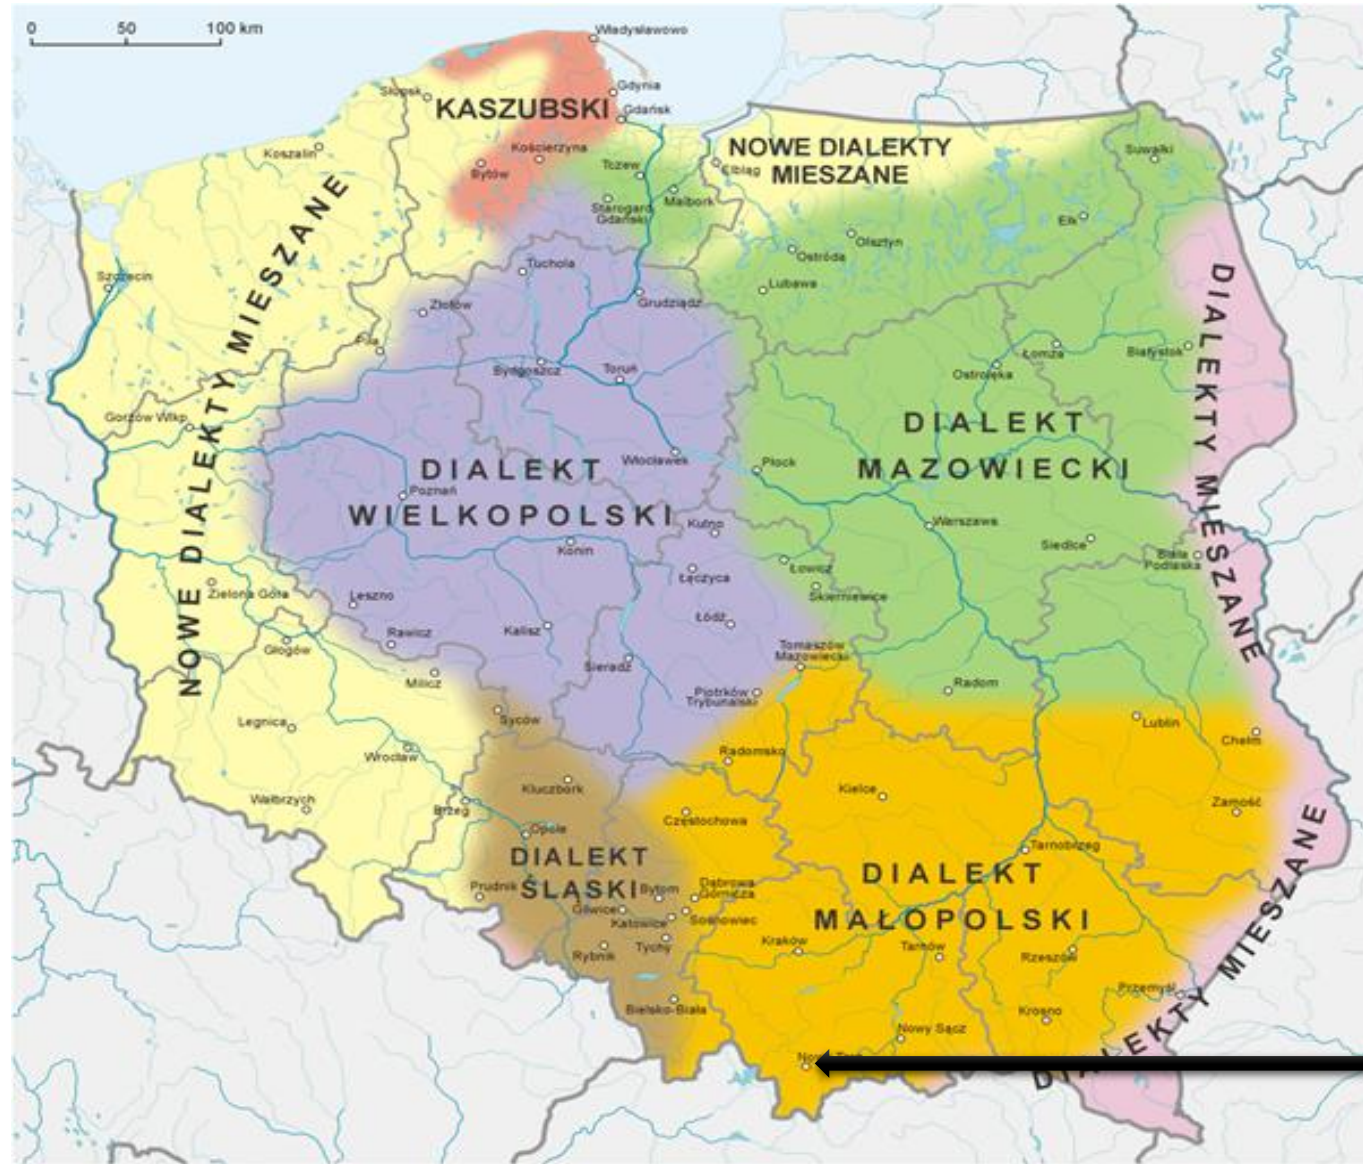 0 50 100 km
Władysławowo
Gdynia
Słupsk
KASZUBSKI
Gdańsk
Koszalin
Kościerzyna
Bytów
Tczew
Elbląg
NOWE DIALEKTY
MIESZANE
Suwałki
Malbork
Starogard
Gdański
Ełk
Olsztyn
Ostróda
Szczecin
Tuchola
Lubawa
Złotów
Grudziądz
Piła
NOWE DIALEKTY MIESZANE
DIALEKTY MIESZANE
Bydgoszcz
Toruń
Łomża
Białystok
Ostrołęka
Gorzów Wlkp
DIALEKT
MAZOWIECKI
Włocławek
Płock
DIALEKT
WIELKOPOLSKI
Poznań
Kutno
Warszawa
Konin
Siedlce
Biała
Podlaska
Łęczyca
Łowicz
Skierniewice
Zielona Góra
Leszno
Łódź
Rawicz
Kalisz
Głogów
Sieradz
Tomaszów
Mazowiecki
Milicz
Piotrków
Trybunalski
Radom
Syców
Legnica
Lublin
Chełm
Wrocław
Radomsko
Kluczbork
Kielce
Wałbrzych
Brzeg
Częstochowa
Zamość
Opole
Tarnobrzeg
DIALEKT
ŚLĄSKI
DIALEKT
MAŁOPOLSKI
Prudnik
Bytom
Dąbrowa
Górnicza
Gliwice
Katowice
Sosnowiec
Tychy
Rybnik
Kraków
Tarnów
Rzeszów
Przemyśl
Bielsko-Biała
Krosno
Nowy Sącz
Nowy
DIALEKTY MIESZANE